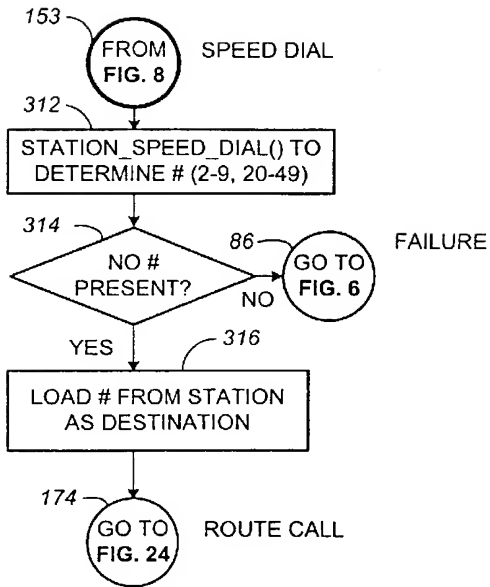 153
FROM
FIG. 8
SPEED DIAL
312
STATION_SPEED_DIAL() TO
DETERMINE # (2-9, 20-49)
314
NO #
PRESENT?
NO
86
GO TO
FIG. 6
FAILURE
YES
316
LOAD # FROM STATION
AS DESTINATION
174
GO TO
FIG. 24
ROUTE CALL